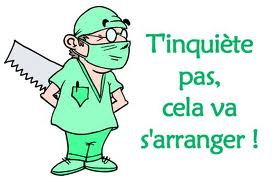 T'inquiète
pas,
cela va
s'arranger !